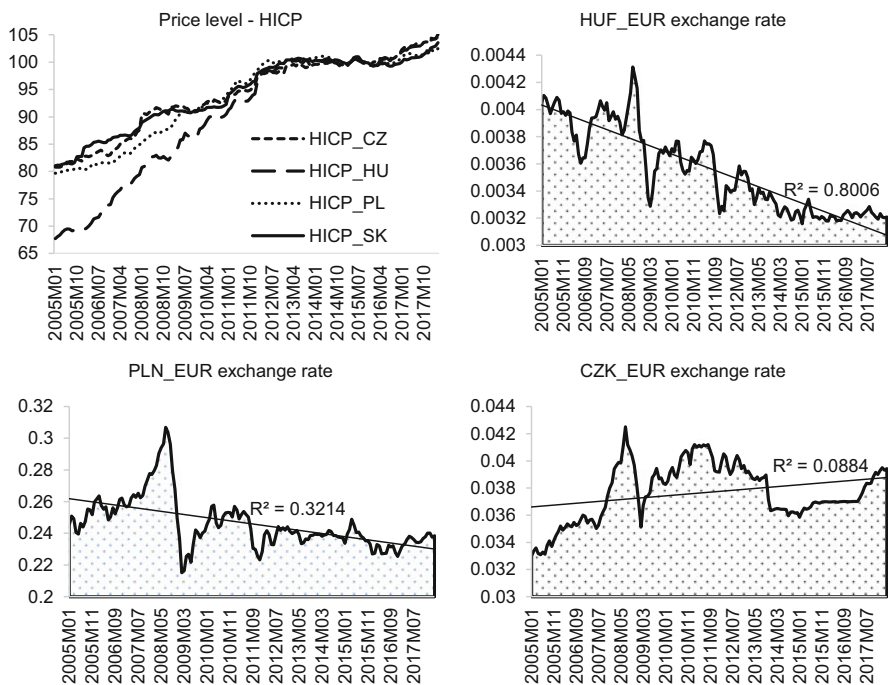 Price level - HICP
105
100
95
90
85
80
75
70
65
HICP_CZ
HICP_HU
HICP_PL
HICP_SK
2005M01
2005M10
2006M07
2007M04
2008M01
2008M10
2009M07
2010M04
2011M01
2011M10
2012M07
2013M04
2014M01
2014M10
2015M07
2016M04
2017M01
2017M10
HUF_EUR exchange rate
0.0044
0.0042
0.004
0.0038
0.0036
0.0034
0.0032
0.003
R² = 0.8006
2005M01
2005M11
2006M09
2007M07
2008M05
2009M03
2010M01
2010M11
2011M09
2012M07
2013M05
2014M03
2015M01
2015M11
2016M09
2017M07
PLN_EUR exchange rate
0.32
0.3
0.28
0.26
0.24
0.22
0.2
R² = 0.3214
2005M01
2005M11
2006M09
2007M07
2008M05
2009M03
2010M01
2010M11
2011M09
2012M07
2013M05
2014M03
2015M01
2015M11
2016M09
2017M07
CZK_EUR exchange rate
0.044
0.042
0.04
0.038
0.036
0.034
0.032
0.03
R² = 0.0884
2005M01
2005M11
2006M09
2007M07
2008M05
2009M03
2010M01
2010M11
2011M09
2012M07
2013M05
2014M03
2015M01
2015M11
2016M09
2017M07